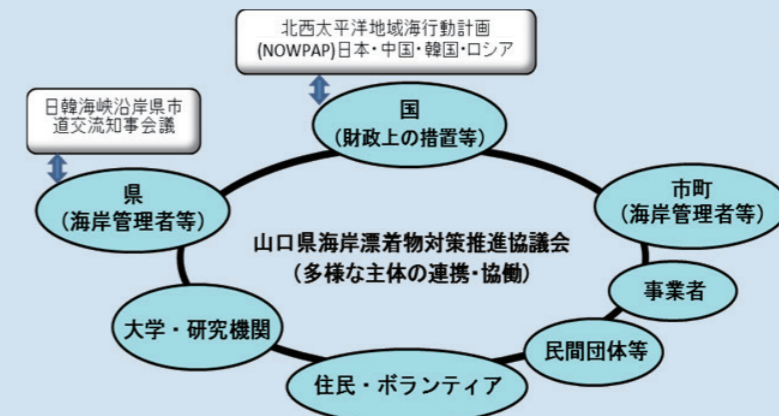 北西太平洋地域海行動計画
(NOWPAP)日本・中国・韓国・ロシア
日韓海峡沿岸県市
道交流知事会議
国
(財政上の措置等)
県
(海岸管理者等)
市町
(海岸管理者等)
山口県海岸漂着物対策推進協議会
(多様な主体の連携・協働)
事業者
大学・研究機関
民間団体等
住民・ボランティア